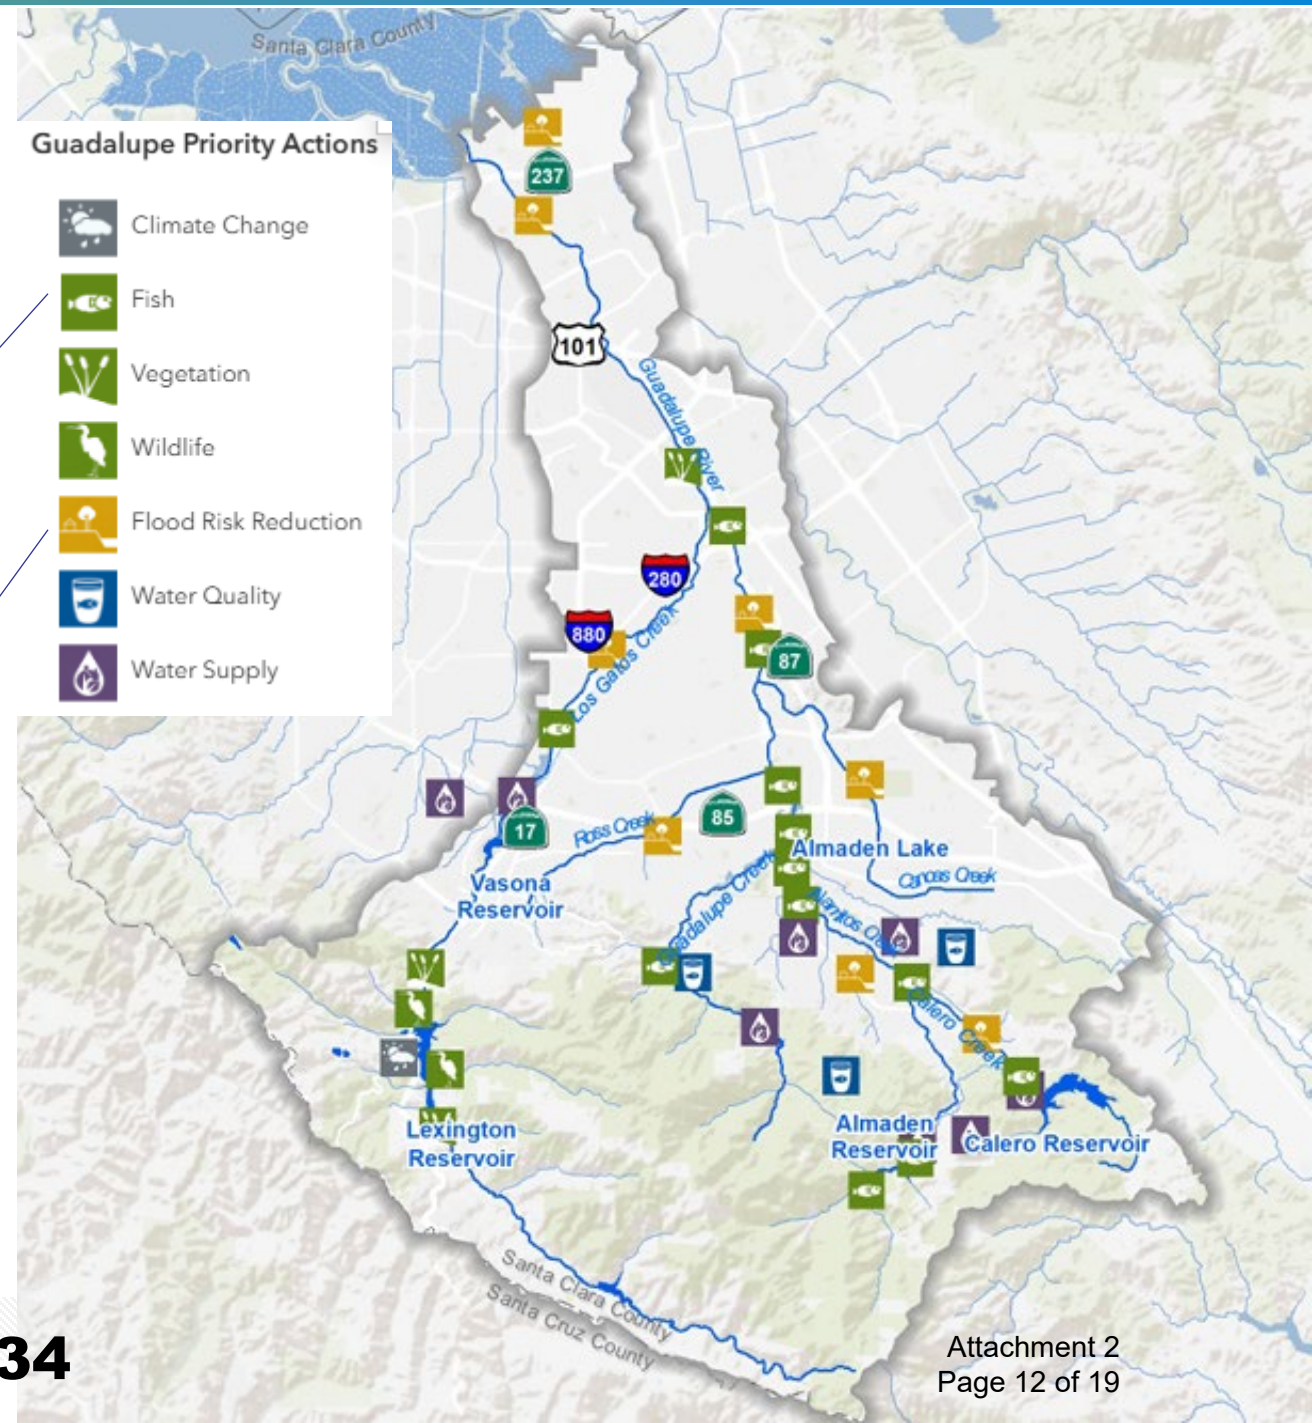 Santa Clara County
Guadalupe Priority Actions
Climate Change
Fish
Vegetation
Wildlife
Flood Risk Reduction
Water Quality
Water Supply
237
101
Guadalupe River
280
880
Los Gatos Creek
87
17
Ross Creek
85
Almaden Lake
Canoas Creek
Vasona
Reservoir
Guadalupe Creek
Alamitos Creek
Calero Creek
Lexington
Reservoir
Almaden
Reservoir
Calero Reservoir
Santa Clara County
Santa Cruz County
34
Attachment 2
Page 12 of 19